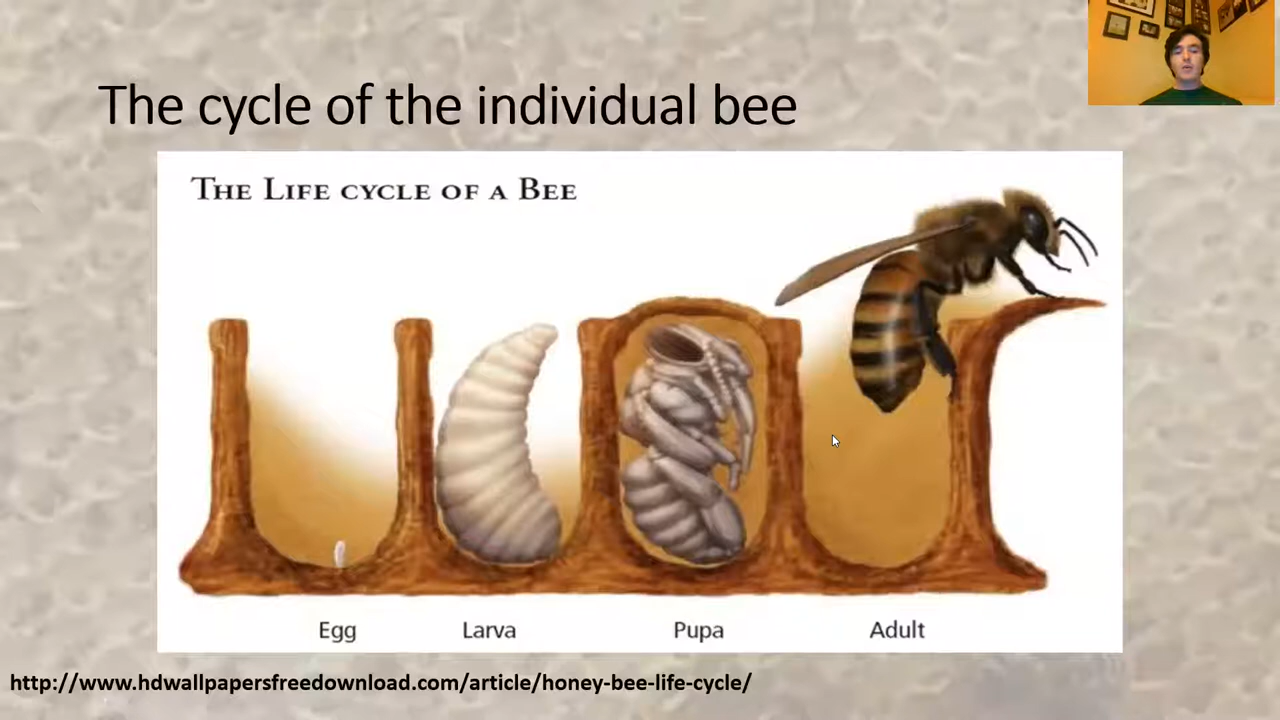 The cycle of the individual bee
THE LIFE CYCLE OF A BEE
Egg Larva Pupa Adult
http://www.hdwallpapersfreedownload.com/article/honey-bee-life-cycle/